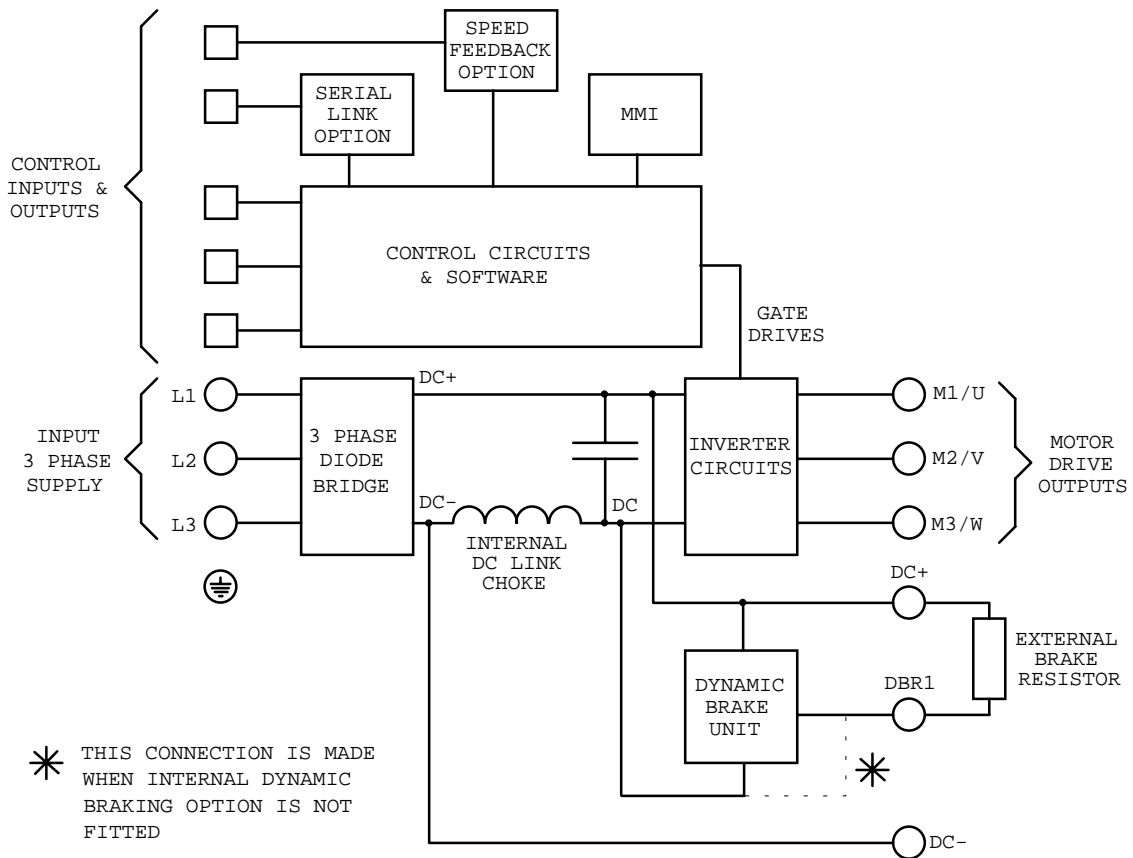 SPEED
FEEDBACK
OPTION
SERIAL
LINK
OPTION
MMI
CONTROL
INPUTS &
OUTPUTS
CONTROL CIRCUITS
& SOFTWARE
GATE
DRIVES
INPUT
3 PHASE
SUPPLY
L1
L2
L3
3 PHASE
DIODE
BRIDGE
DC+
DC-
INTERNAL
DC LINK
CHOKE
DC
INVERTER
CIRCUITS
M1/U
M2/V
M3/W
MOTOR
DRIVE
OUTPUTS
DC+
DBR1
EXTERNAL
BRAKE
RESISTOR
DYNAMIC
BRAKE
UNIT
THIS CONNECTION IS MADE
WHEN INTERNAL DYNAMIC
BRAKING OPTION IS NOT
FITTED
DC-